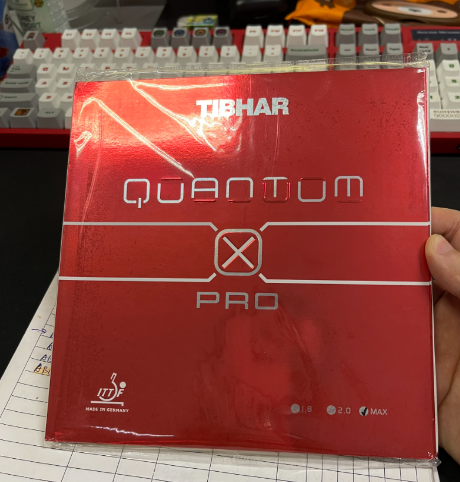 TIBHAR
QUANTUM
X
PRO
ITTF
MADE IN GERMANY
1.8 2.0 MAX